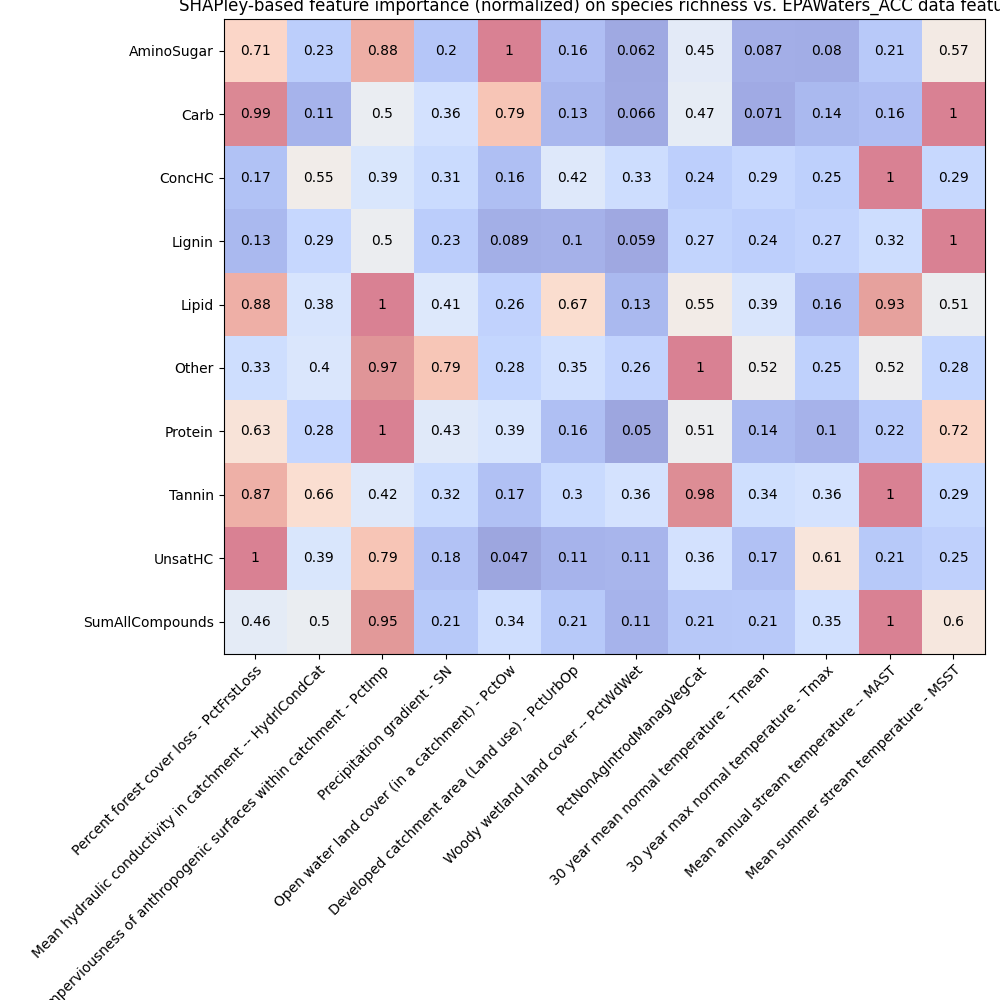 SHAPley-based feature importance (normalized) on species richness vs. EPAWaters_ACC data
AminoSugar 0.71 0.23 0.88 0.2 1 0.16 0.062 0.45 0.087 0.08 0.21 0.57
Carb 0.99 0.11 0.5 0.36 0.79 0.13 0.066 0.47 0.071 0.14 0.16 1
ConcHC 0.17 0.55 0.39 0.31 0.16 0.42 0.33 0.24 0.29 0.25 1 0.29
Lignin 0.13 0.29 0.5 0.23 0.089 0.1 0.059 0.27 0.24 0.27 0.32 1
Lipid 0.88 0.38 1 0.41 0.26 0.67 0.13 0.55 0.39 0.16 0.93 0.51
Other 0.33 0.4 0.97 0.79 0.28 0.35 0.26 1 0.52 0.25 0.52 0.28
Protein 0.63 0.28 1 0.43 0.39 0.16 0.05 0.51 0.14 0.1 0.22 0.72
Tannin 0.87 0.66 0.42 0.32 0.17 0.3 0.36 0.98 0.34 0.36 1 0.29
UnsatHC 1 0.39 0.79 0.18 0.047 0.11 0.11 0.36 0.17 0.61 0.21 0.25
SumAllCompounds 0.46 0.5 0.95 0.21 0.34 0.21 0.11 0.21 0.21 0.35 1 0.6
Percent forest cover loss - PctFrstLoss
Mean hydraulic conductivity in catchment -- HydrlCondCat
of anthropogenic surfaces within catchment - PctImp
Precipitation gradient - SN
Open water land cover (in a catchment) - PctOw
Developed catchment area (Land use) - PctUrbOp
Woody wetland land cover -- PctWdWet
PctNonAgIntrodManagVegCat
30 year mean normal temperature - Tmean
30 year max normal temperature - Tmax
Mean annual stream temperature -- MAST
Mean summer stream temperature - MSST